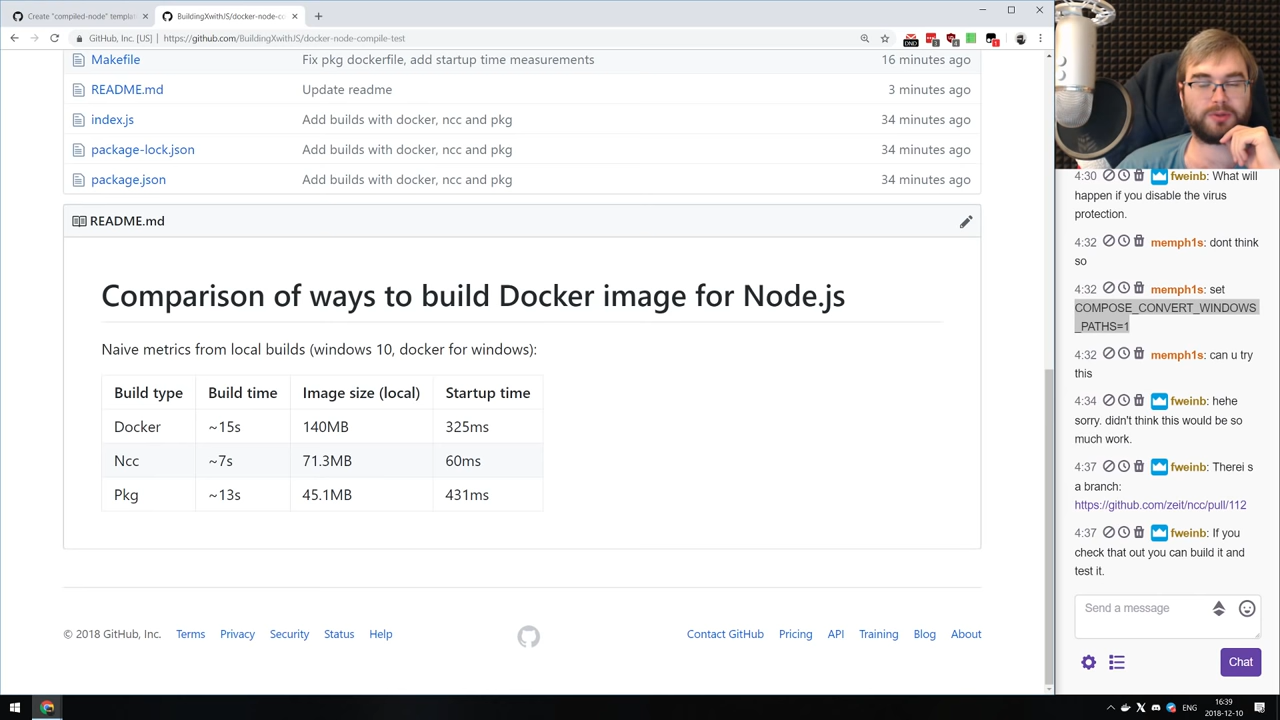 Create "compiled-node" templat
BuildingXwithJS/docker-node-co
GitHub, Inc. [US] | https://github.com/BuildingXwithJS/docker-node-compile-test
Makefile Fix pkg dockerfile, add startup time measurements 16 minutes ago
README.md Update readme 3 minutes ago
index.js Add builds with docker, ncc and pkg 34 minutes ago
package-lock.json Add builds with docker, ncc and pkg 34 minutes ago
package.json Add builds with docker, ncc and pkg 34 minutes ago
README.md
Comparison of ways to build Docker image for Node.js
Naive metrics from local builds (windows 10, docker for windows):
Build type Build time Image size (local) Startup time
Docker ~15s 140MB 325ms
Ncc ~7s 71.3MB 60ms
Pkg ~13s 45.1MB 431ms
© 2018 GitHub, Inc. Terms Privacy Security Status Help Contact GitHub Pricing API Training Blog About
4:30 fweinb: What will
happen if you disable the virus
protection.
4:32 memph1s: dont think
so
4:32 memph1s: set
COMPOSE_CONVERT_WINDOWS
_PATHS=1
4:32 memph1s: can u try
this
4:34 fweinb: hehe
sorry. didn't think this would be so
much work.
4:37 fweinb: Therei s
a branch:
https://github.com/zeit/ncc/pull/112
4:37 fweinb: If you
check that out you can build it and
test it.
Send a message
Chat
ENG
16:39
2018-12-10